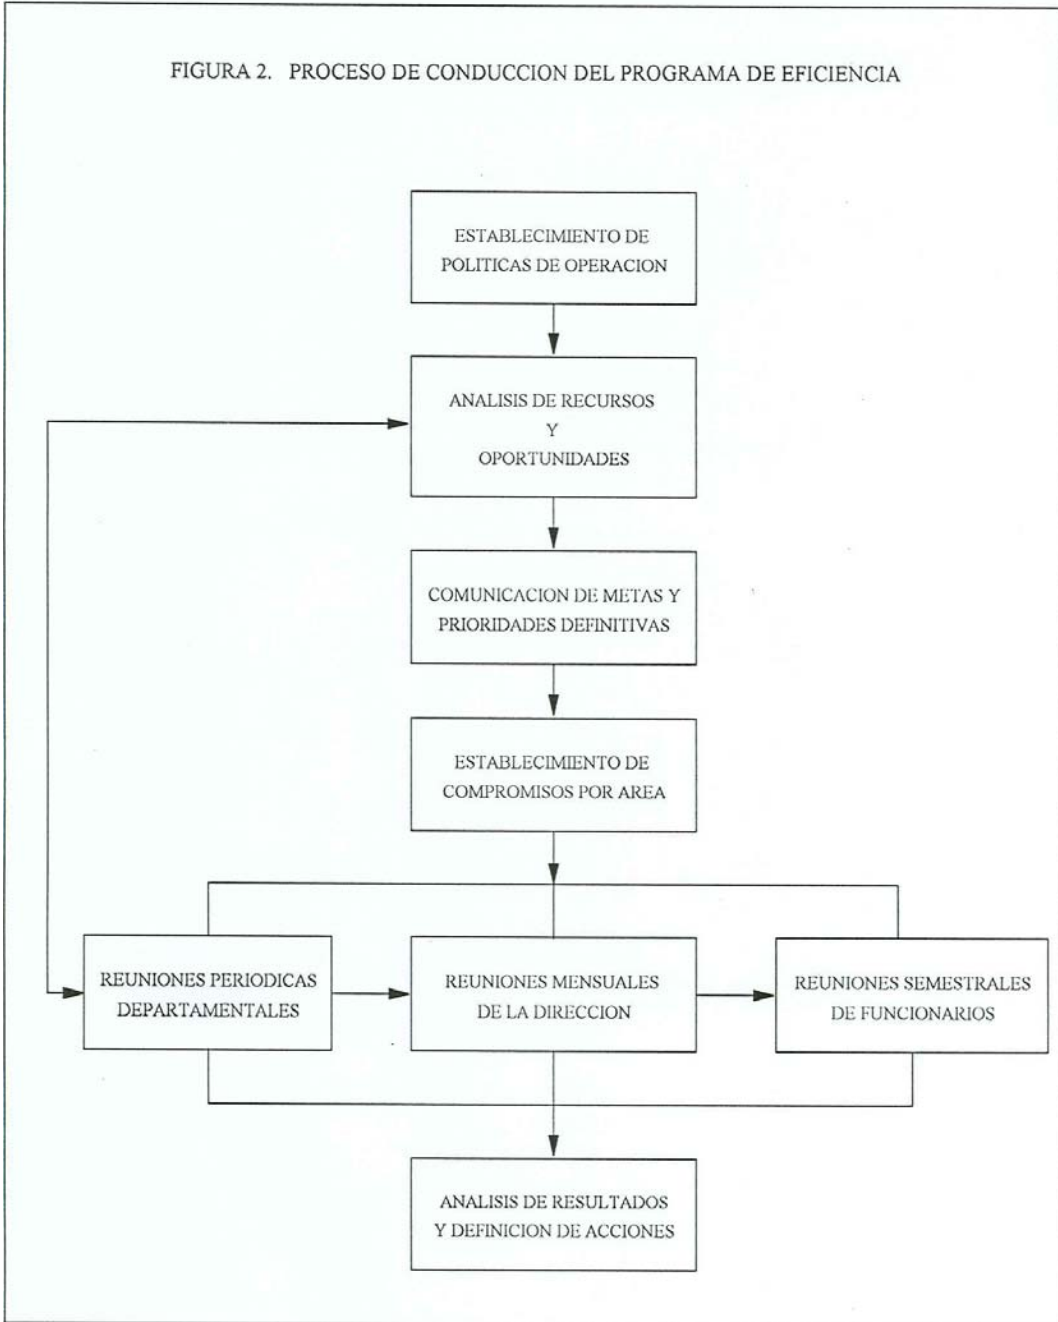 FIGURA 2. PROCESO DE CONDUCCION DEL PROGRAMA DE EFICIENCIA
ESTABLECIMIENTO DE
POLITICAS DE OPERACION
ANALISIS DE RECURSOS
Y
OPORTUNIDADES
COMUNICACION DE METAS Y
PRIORIDADES DEFINITIVAS
ESTABLECIMIENTO DE
COMPROMISOS POR AREA
REUNIONES PERIODICAS
DEPARTAMENTALES
REUNIONES MENSUALES
DE LA DIRECCION
REUNIONES SEMESTRALES
DE FUNCIONARIOS
ANALISIS DE RESULTADOS
Y DEFINICION DE ACCIONES